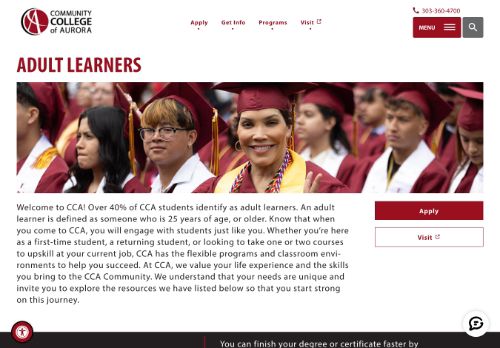 COMMUNITY
COLLEGE
of AURORA
Apply
Get Info
Programs
Visit
303-360-4700
MENU
ADULT LEARNERS
Welcome to CCA! Over 40% of CCA students identify as adult learners. An adult
learner is defined as someone who is 25 years of age, or older. Know that when
you come to CCA, you will engage with students just like you. Whether you're here
as a first-time student, a returning student, or looking to take one or two courses
to upskill at your current job, CCA has the flexible programs and classroom envi-
ronments to help you succeed. At CCA, we value your life experience and the skills
you bring to the CCA Community. We understand that your needs are unique and
invite you to explore the resources we have listed below so that you start strong
on this journey.
Apply
Visit
You can finish your degree or certificate faster by